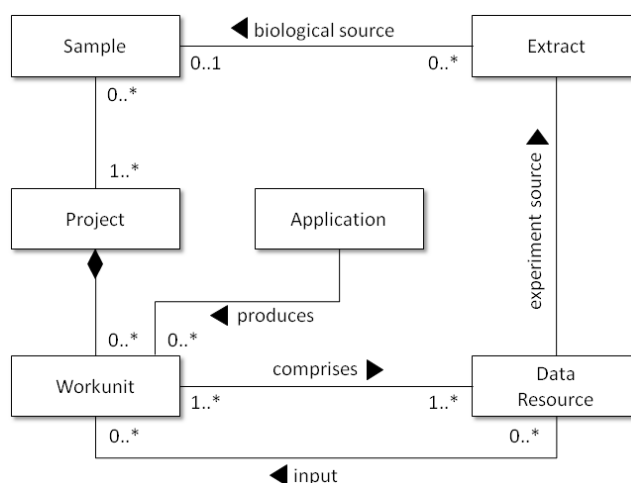 Sample
biological source
Extract
0..1
0..*
0..*
1..*
experiment source
Project
Application
produces
0..*
0..*
Workunit
comprises
Data
Resource
1..*
1..*
0..*
0..*
input